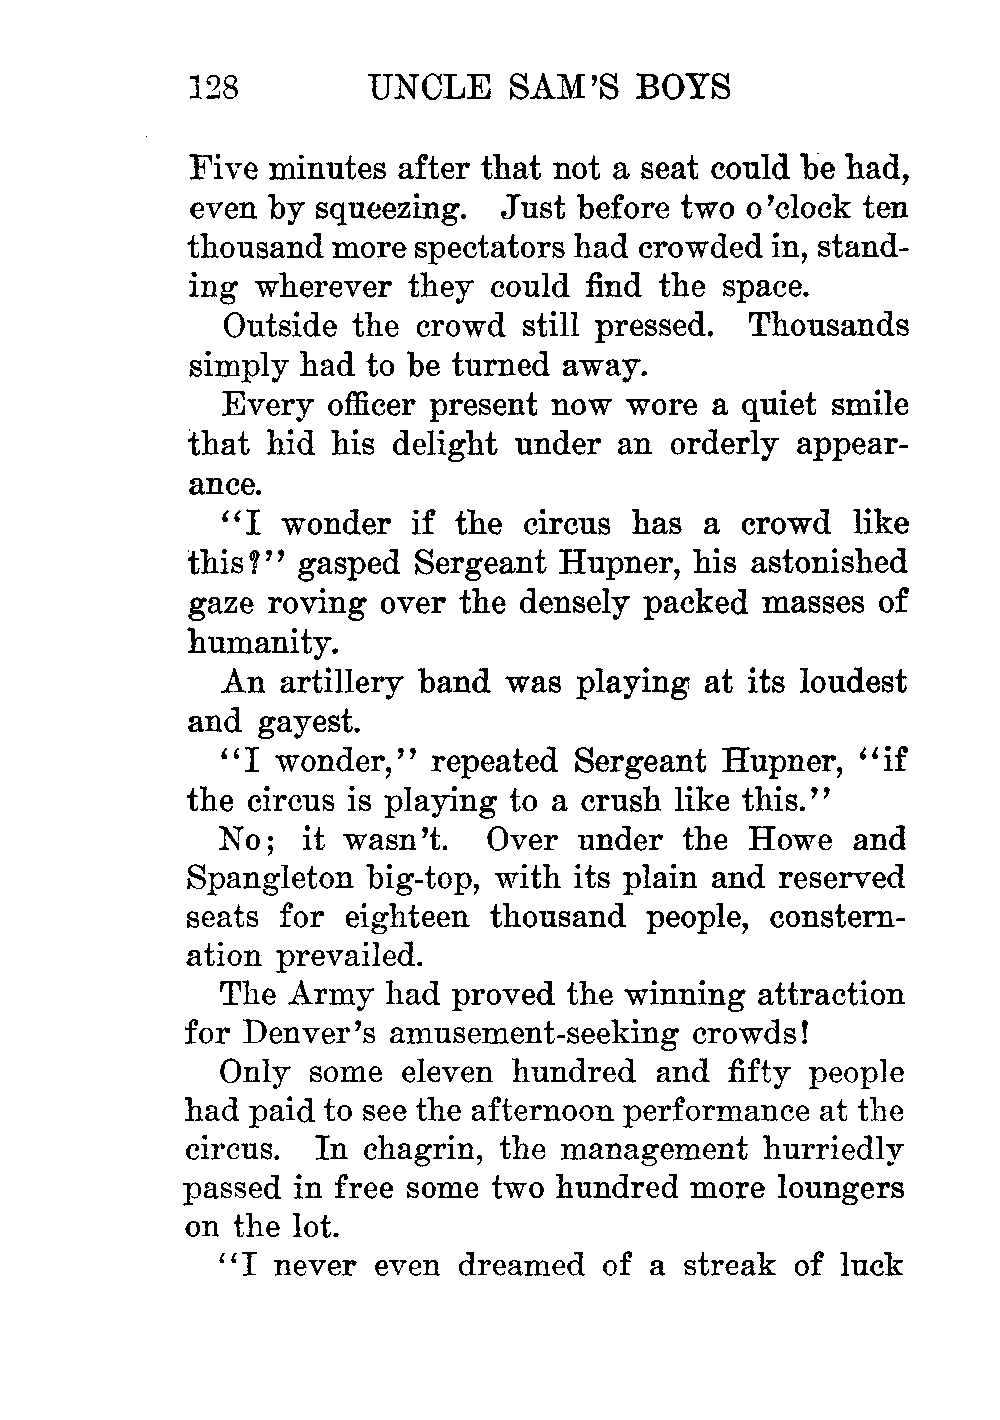 128 UNCLE SAM'S BOYS
Five minutes after that not a seat could be had,
even by squeezing. Just before two o'clock ten
thousand more spectators had crowded in, stand-
ing wherever they could find the space.
Outside the crowd still pressed. Thousands
simply had to be turned away.
Every officer present now wore a quiet smile
that hid his delight under an orderly appear-
ance.
"I wonder if the circus has a crowd like
this?" gasped Sergeant Hupner, his astonished
gaze roving over the densely packed masses of
humanity.
An artillery band was playing at its loudest
and gayest.
"I wonder," repeated Sergeant Hupner, "if
the circus is playing to a crush like this."
No; it wasn't. Over under the Howe and
Spangleton big-top, with its plain and reserved
seats for eighteen thousand people, constern-
ation prevailed.
The Army had proved the winning attraction
for Denver's amusement-seeking crowds!
Only some eleven hundred and fifty people
had paid to see the afternoon performance at the
circus. In chagrin, the management hurriedly
passed in free some two hundred more loungers
on the lot.
"I never even dreamed of a streak of luck